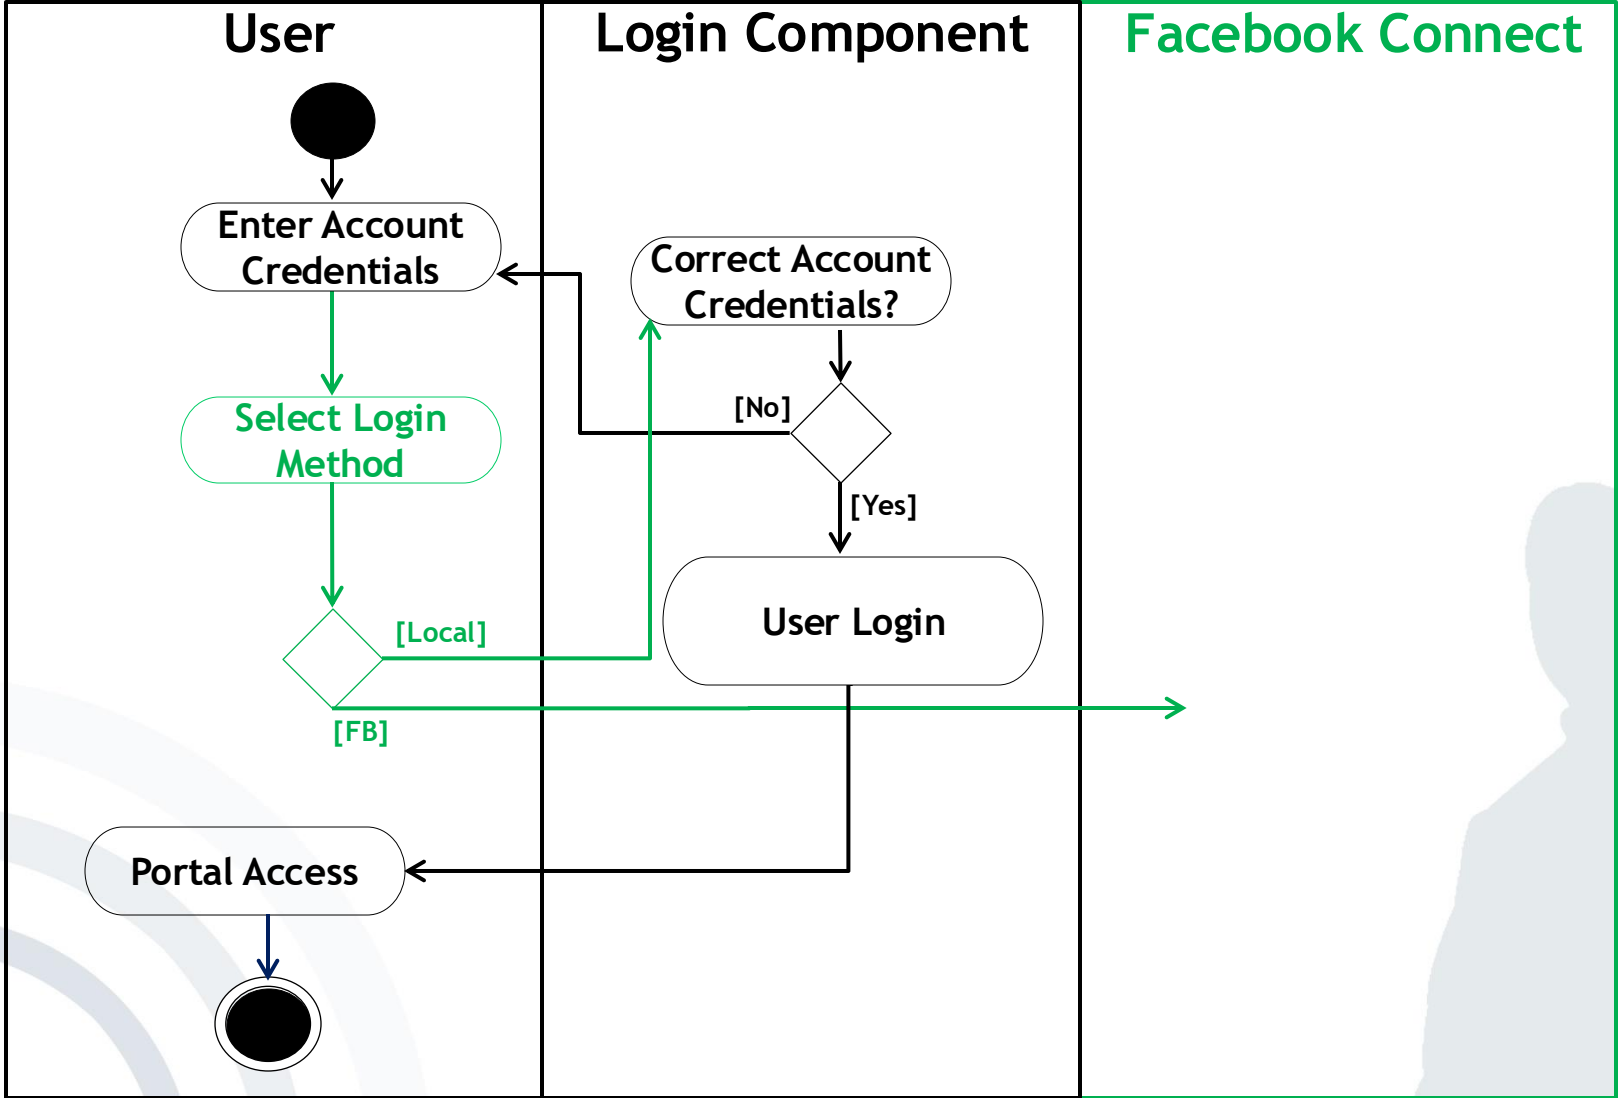 User
Login Component
Facebook Connect
Enter Account
Credentials
Correct Account
Credentials?
[No]
Select Login
Method
[Yes]
User Login
[Local]
[FB]
Portal Access